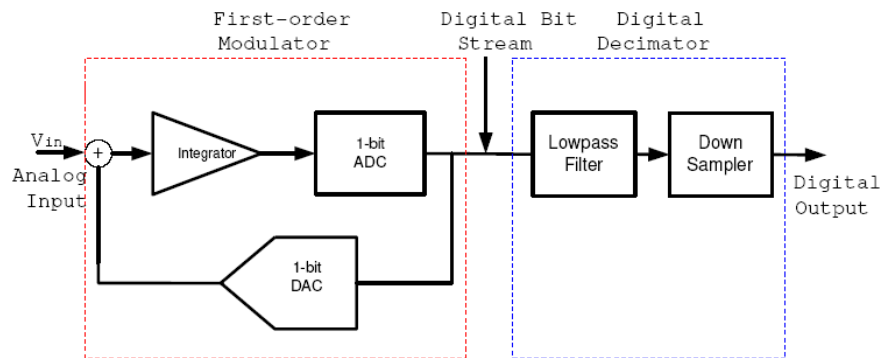 First-order
Modulator
Digital Bit
Stream
Digital
Decimator
Vin
Analog
Input
+
Integrator
1-bit
ADC
1-bit
DAC
Lowpass
Filter
Down
Sampler
Digital
Output